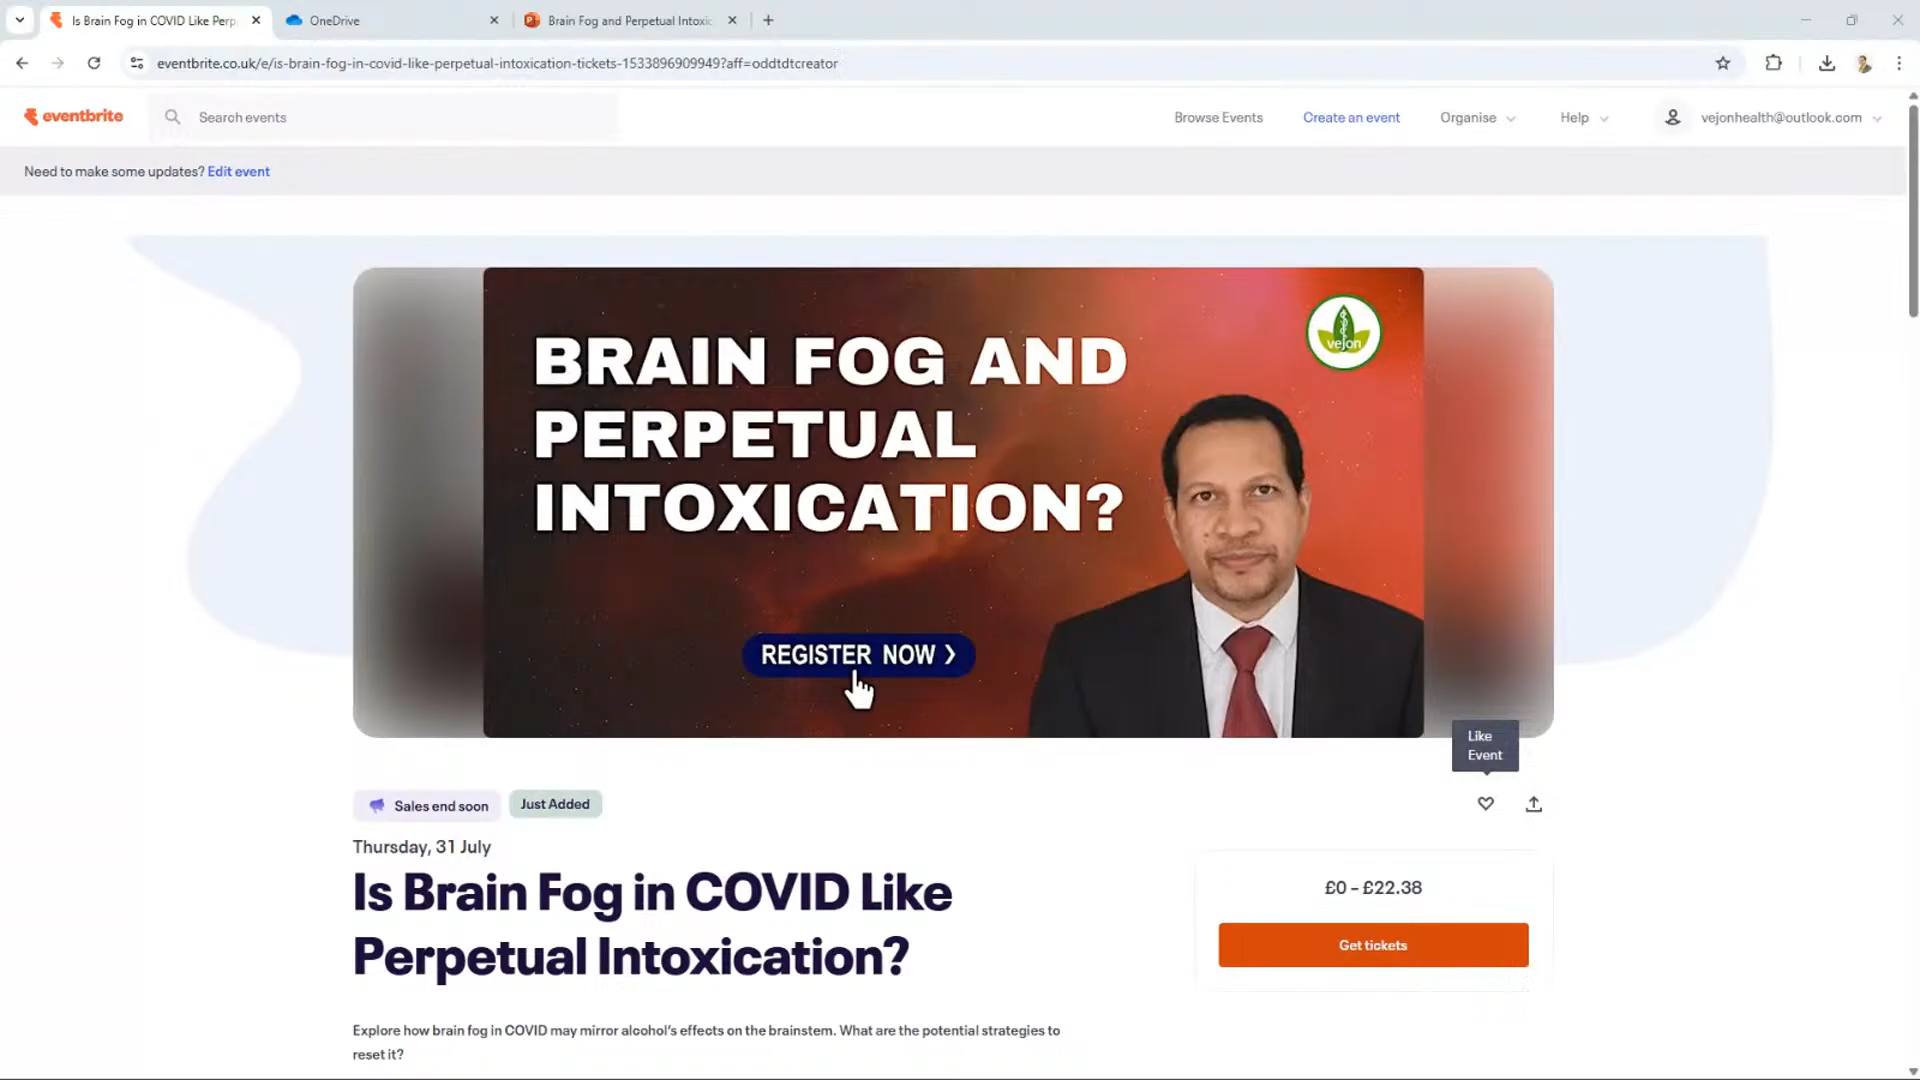 Is Brain Fog in COVID Like Perp
OneDrive
Brain Fog and Perpetual Intoxic
eventbrite.co.uk/e/is-brain-fog-in-covid-like-perpetual-intoxication-tickets-1533896909949?aff=oddtdtcreator
eventbrite
Search events
Browse Events
Create an event
Organise
Help
vejonhealth@outlook.com
Need to make some updates? Edit event
BRAIN FOG AND
PERPETUAL
INTOXICATION?
vejon
REGISTER NOW ❯
Like
Event
Sales end soon
Just Added
Thursday, 31 July
Is Brain Fog in COVID Like
Perpetual Intoxication?
£0 – £22.38
Get tickets
Explore how brain fog in COVID may mirror alcohol's effects on the brainstem. What are the potential strategies to
reset it?